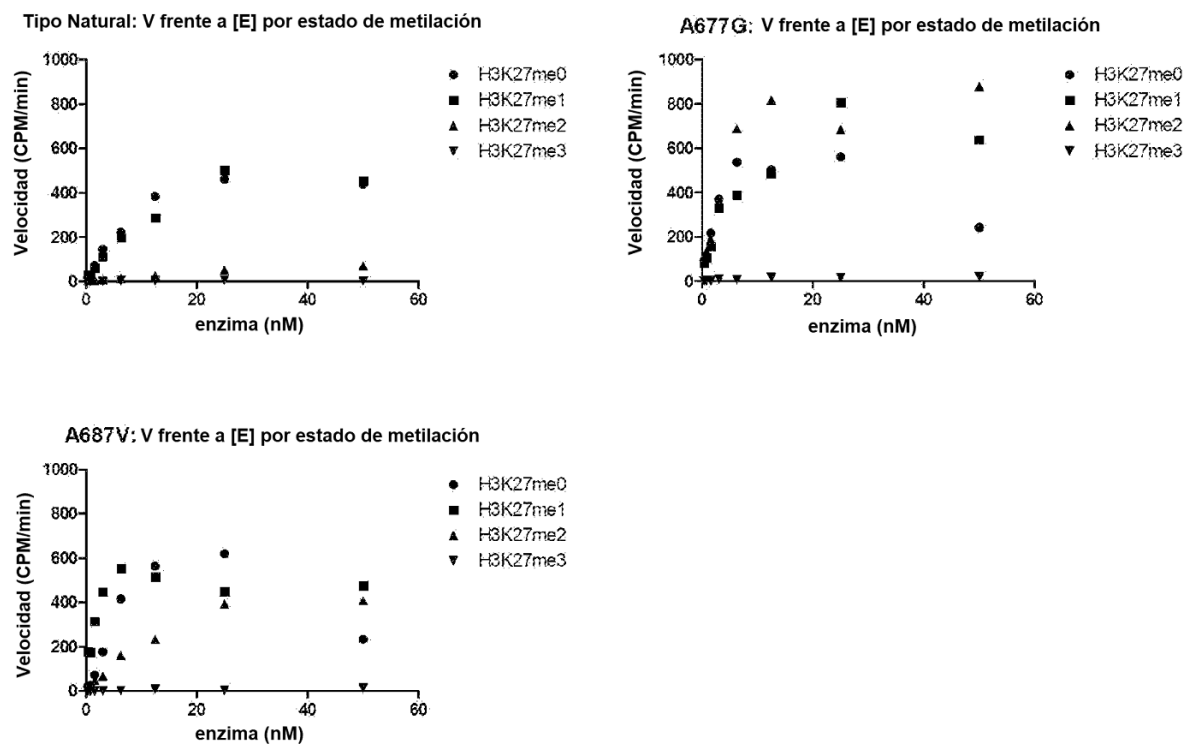 Tipo Natural: V frente a [E] por estado de metilación
1000
800
600
400
200
0
0
20
40
60
Velocidad (CPM/min)
enzima (nM)
H3K27me0
H3K27me1
H3K27me2
H3K27me3
A677G: V frente a [E] por estado de metilación
1000
800
600
400
200
0
0
20
40
60
Velocidad (CPM/min)
enzima (nM)
H3K27me0
H3K27me1
H3K27me2
H3K27me3
A687V: V frente a [E] por estado de metilación
1000
800
600
400
200
0
0
20
40
60
Velocidad (CPM/min)
enzima (nM)
H3K27me0
H3K27me1
H3K27me2
H3K27me3